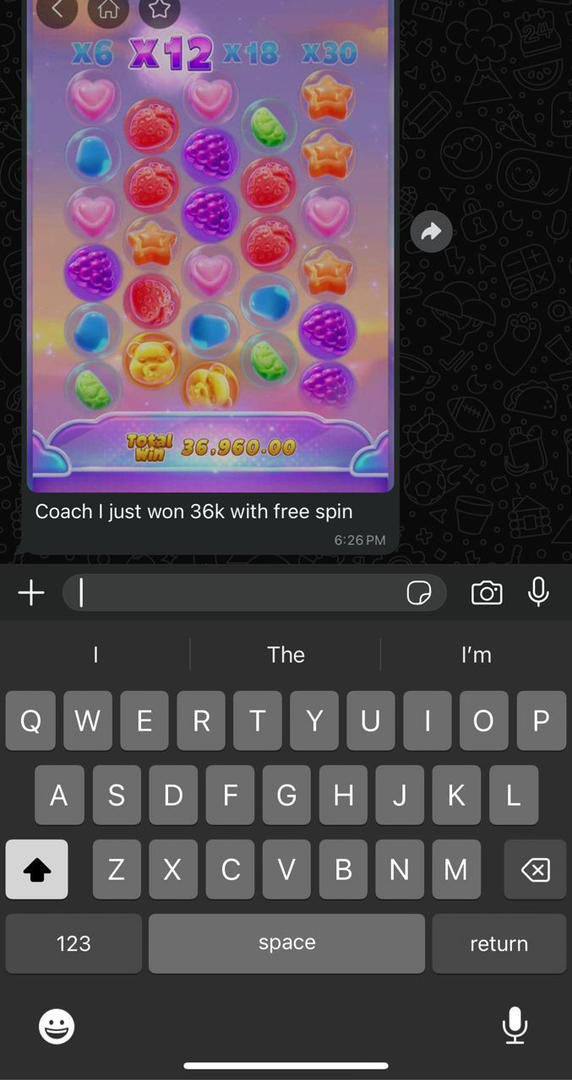 x6 x12 x18 x30
Total
Win 36,960.00
Coach I just won 36k with free spin
6:26 PM
I The I'm
Q W E R T Y U I O P
A S D F G H J K L
Z X C V B N M
123 space return